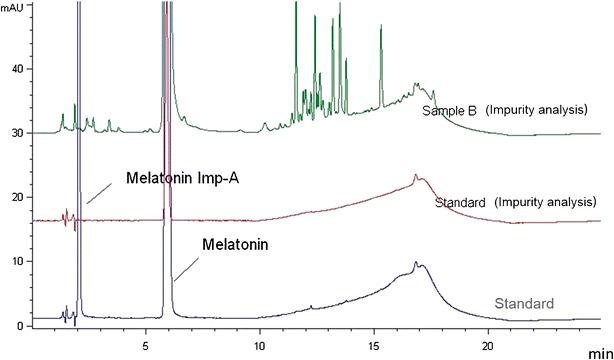 mAU
40
Sample B (Impurity analysis)
30
Melatonin Imp-A
20
Standard (Impurity analysis)
Melatonin
10
Standard
0
5 10 15 20
min